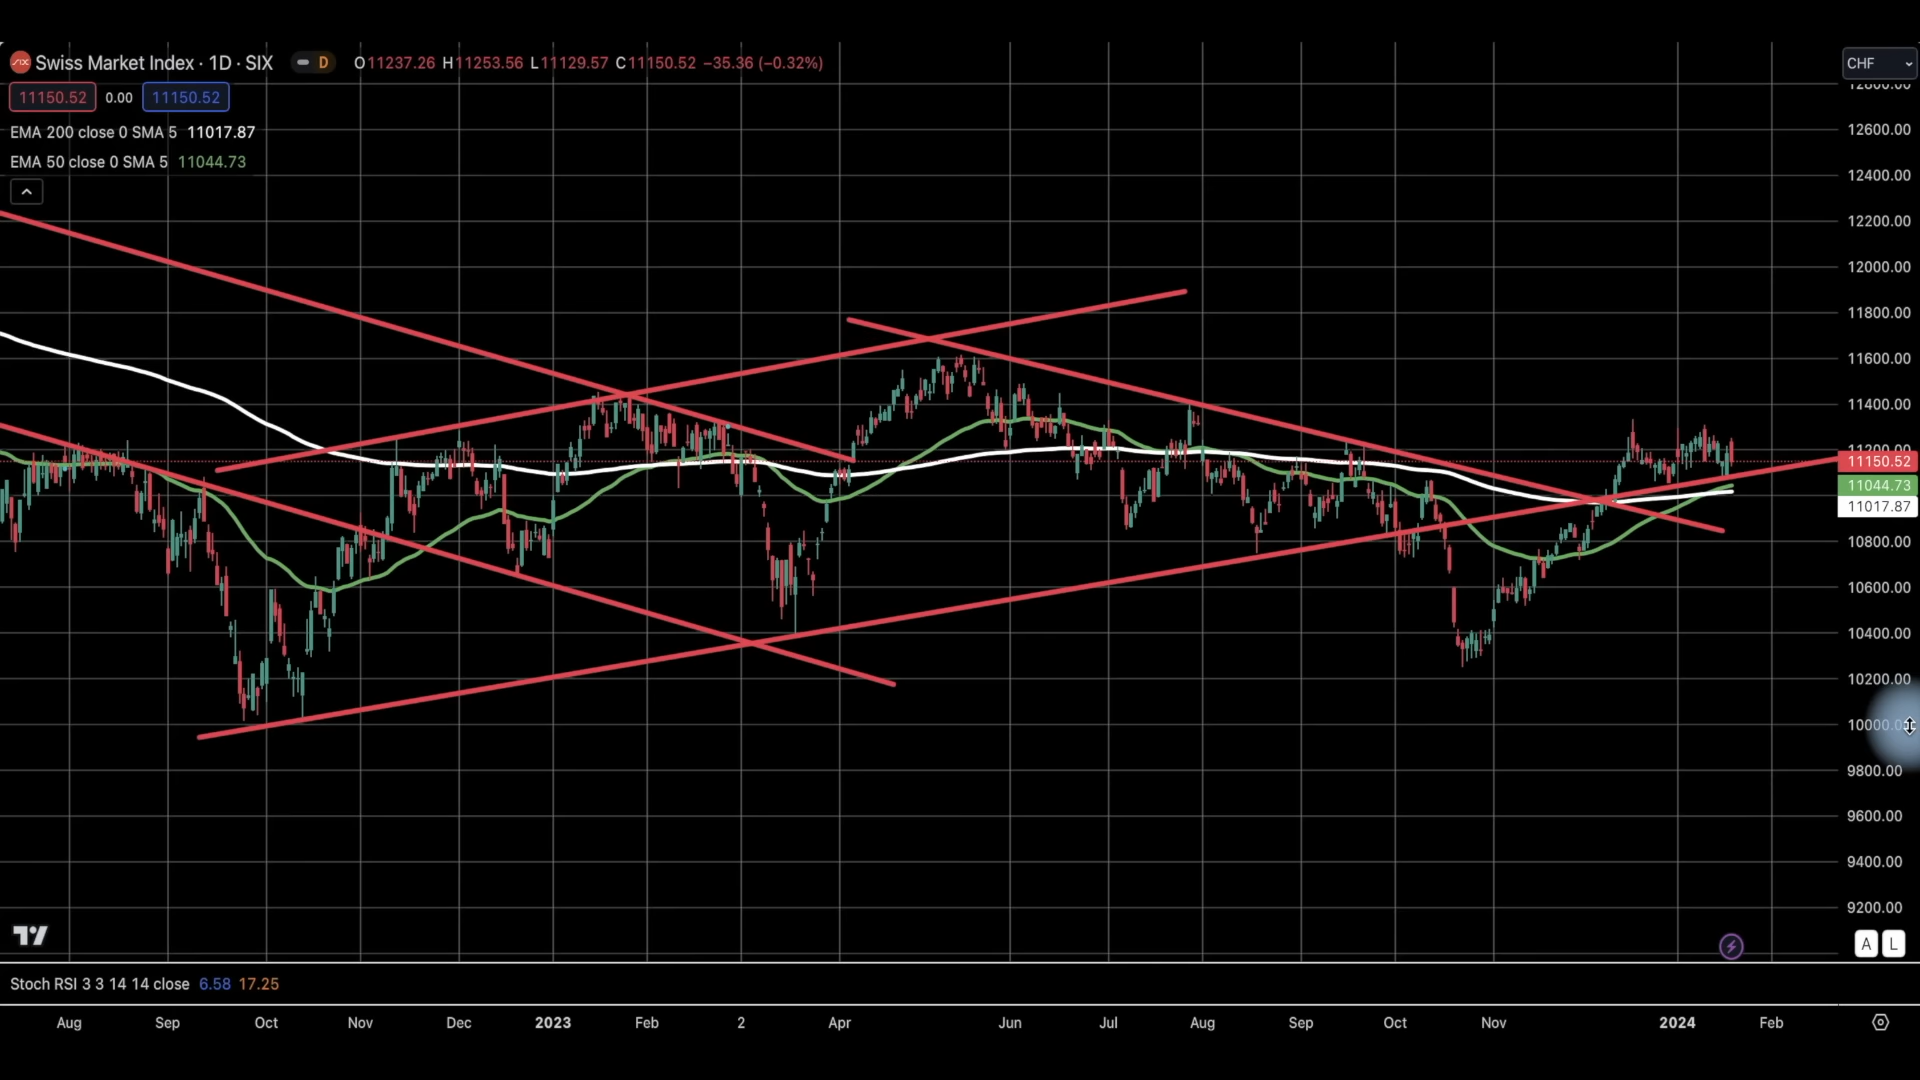 Swiss Market Index · 1D · SIX D O11237.26 H11253.56 L11129.57 C11150.52 −35.36 (−0.32%)
CHF
11150.52 0.00 11150.52
EMA 200 close 0 SMA 5 11017.87
EMA 50 close 0 SMA 5 11044.73
12600.00
12400.00
12200.00
12000.00
11800.00
11600.00
11400.00
11150.52
11044.73
11017.87
10800.00
10600.00
10400.00
10200.00
9800.00
9600.00
9400.00
9200.00
A L
Stoch RSI 3 3 14 14 close 6.58 17.25
Aug Sep Oct Nov Dec 2023 Feb 2 Apr Jun Jul Aug Sep Oct Nov 2024 Feb